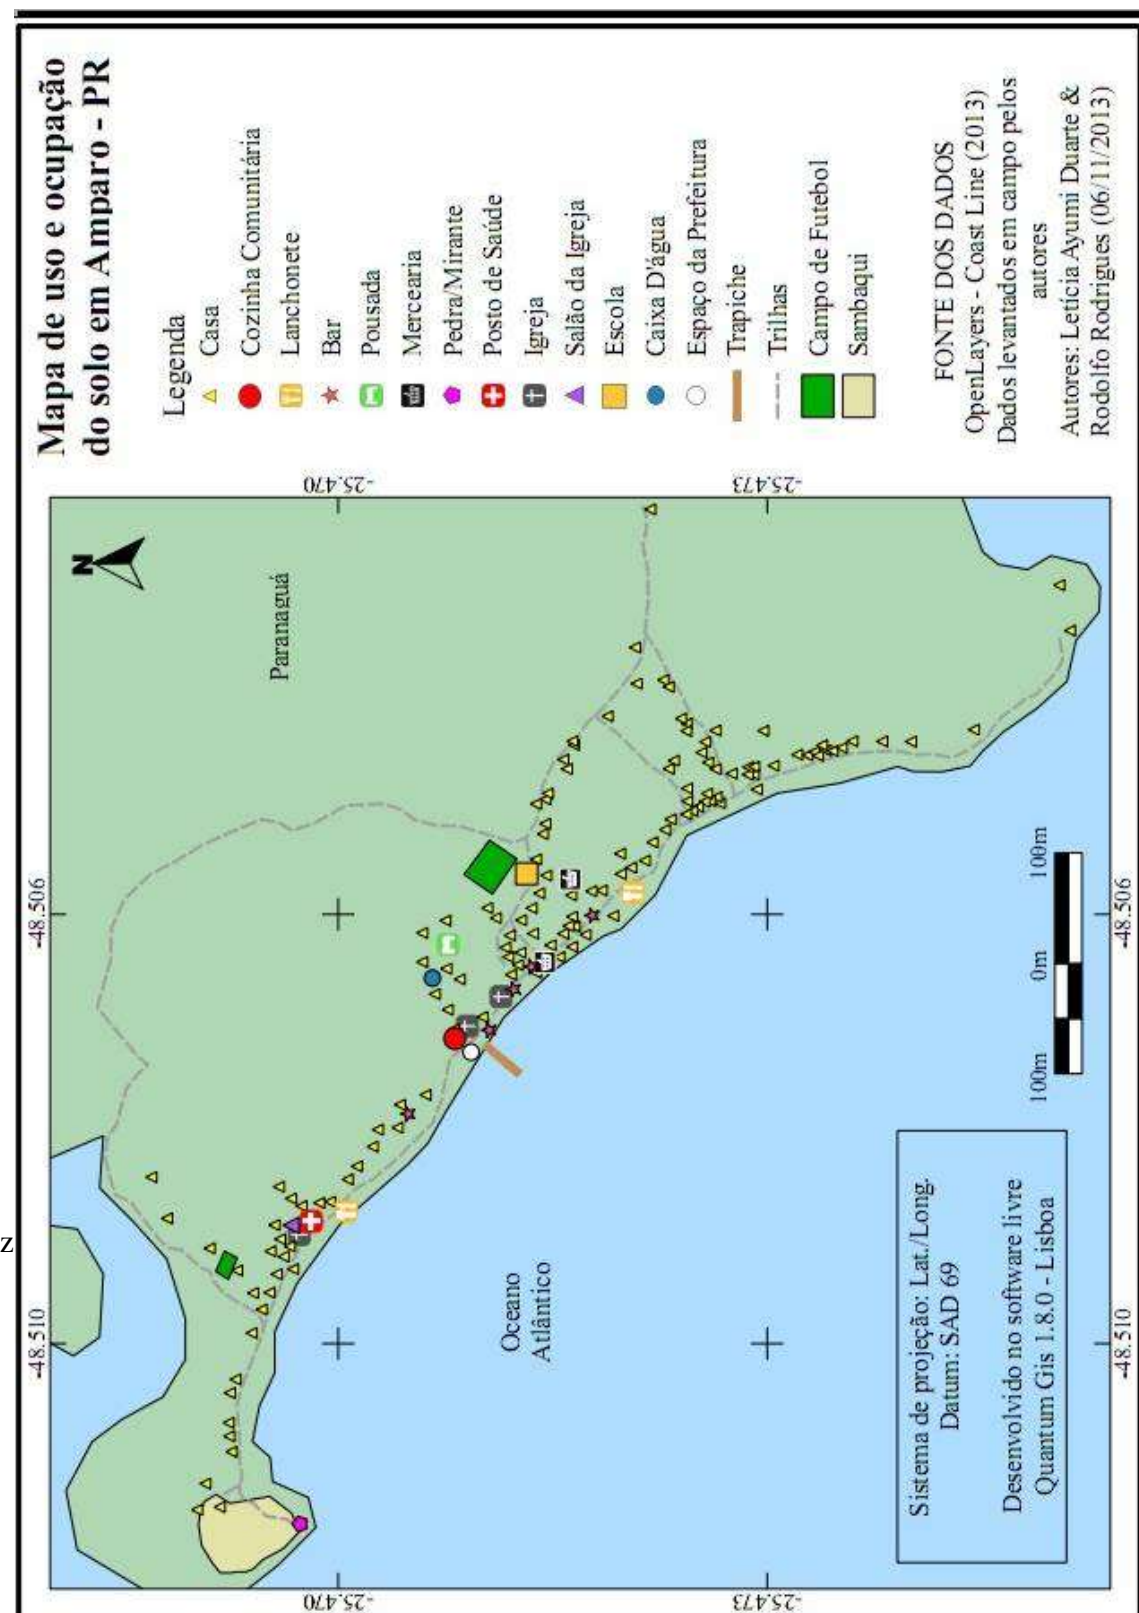 Mapa de uso e ocupação
do solo em Amparo - PR
Legenda
Casa
Cozinha Comunitária
Lanchonete
Bar
Pousada
Mercearia
Pedra/Mirante
Posto de Saúde
Igreja
Salão da Igreja
Escola
Caixa D'água
Espaço da Prefeitura
Trapiche
Trilhas
Campo de Futebol
Sambaqui
FONTE DOS DADOS
OpenLayers - Coast Line (2013)
Dados levantados em campo pelos
autores
Autores: Letícia Ayumi Duarte &
Rodolfo Rodrigues (06/11/2013)
-48.510
-48.506
N
-25.470
-25.470
Paranaguá
-25.473
-25.473
Oceano
Atlântico
100m
0m
100m
Sistema de projeção: Lat./Long.
Datum: SAD 69
Desenvolvido no software livre
Quantum Gis 1.8.0 - Lisboa
-48.510
-48.506
z